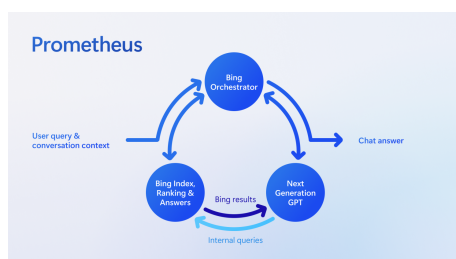 Prometheus
Bing
Orchestrator
User query &
conversation context
Chat answer
Bing Index,
Ranking &
Answers
Bing results
Next
Generation
GPT
Internal queries